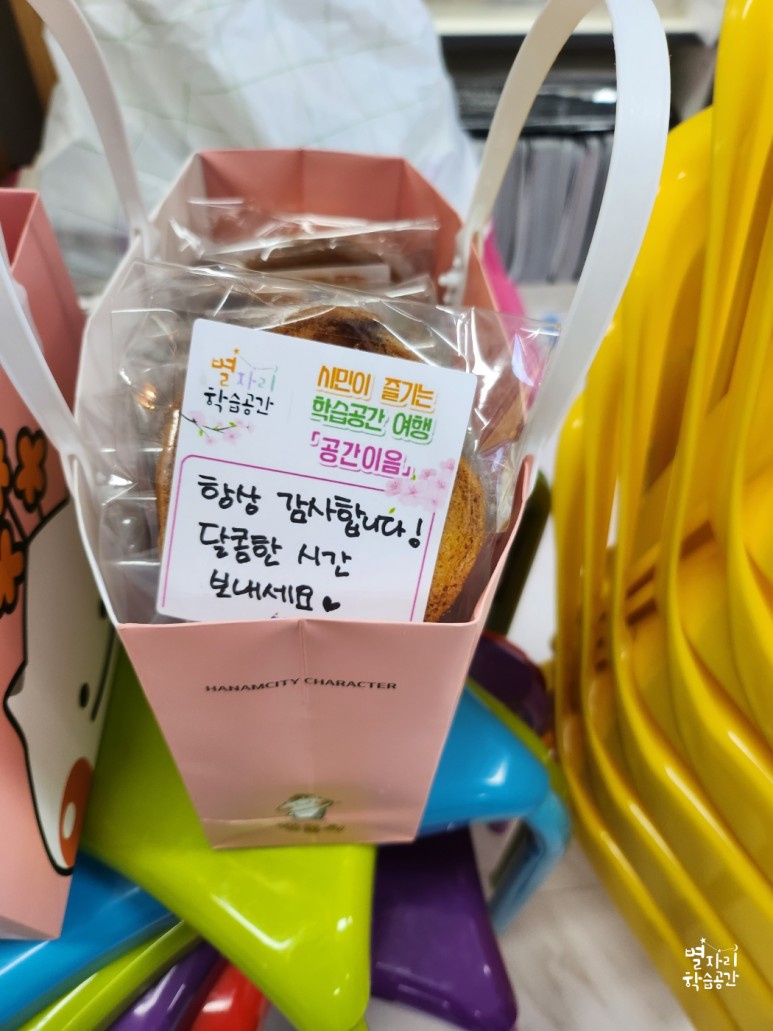 별자리
학습공간
시민이 즐기는
학습공간 여행
「공간이음」
항상 감사합니다!
달콤한 시간
보내세요♥
HANAMCITY CHARACTER
별자리
학습공간